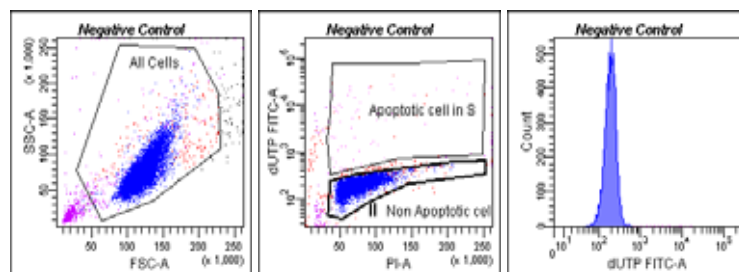 Negative Control
SSC-A
(x 1,000)
50 100 150 200 250
All Cells
50 100 150 200 250
FSC-A
(x 1,000)
Negative Control
dUTP FITC-A
10^2 10^3 10^4 10^5
Apoptotic cell in S
Non Apoptotic cel
50 100 150 200 250
PI-A
(x 1,000)
Negative Control
Count
0 100 200 300 400 500
0 10^1 10^2 10^3 10^4 10^5
dUTP FITC-A